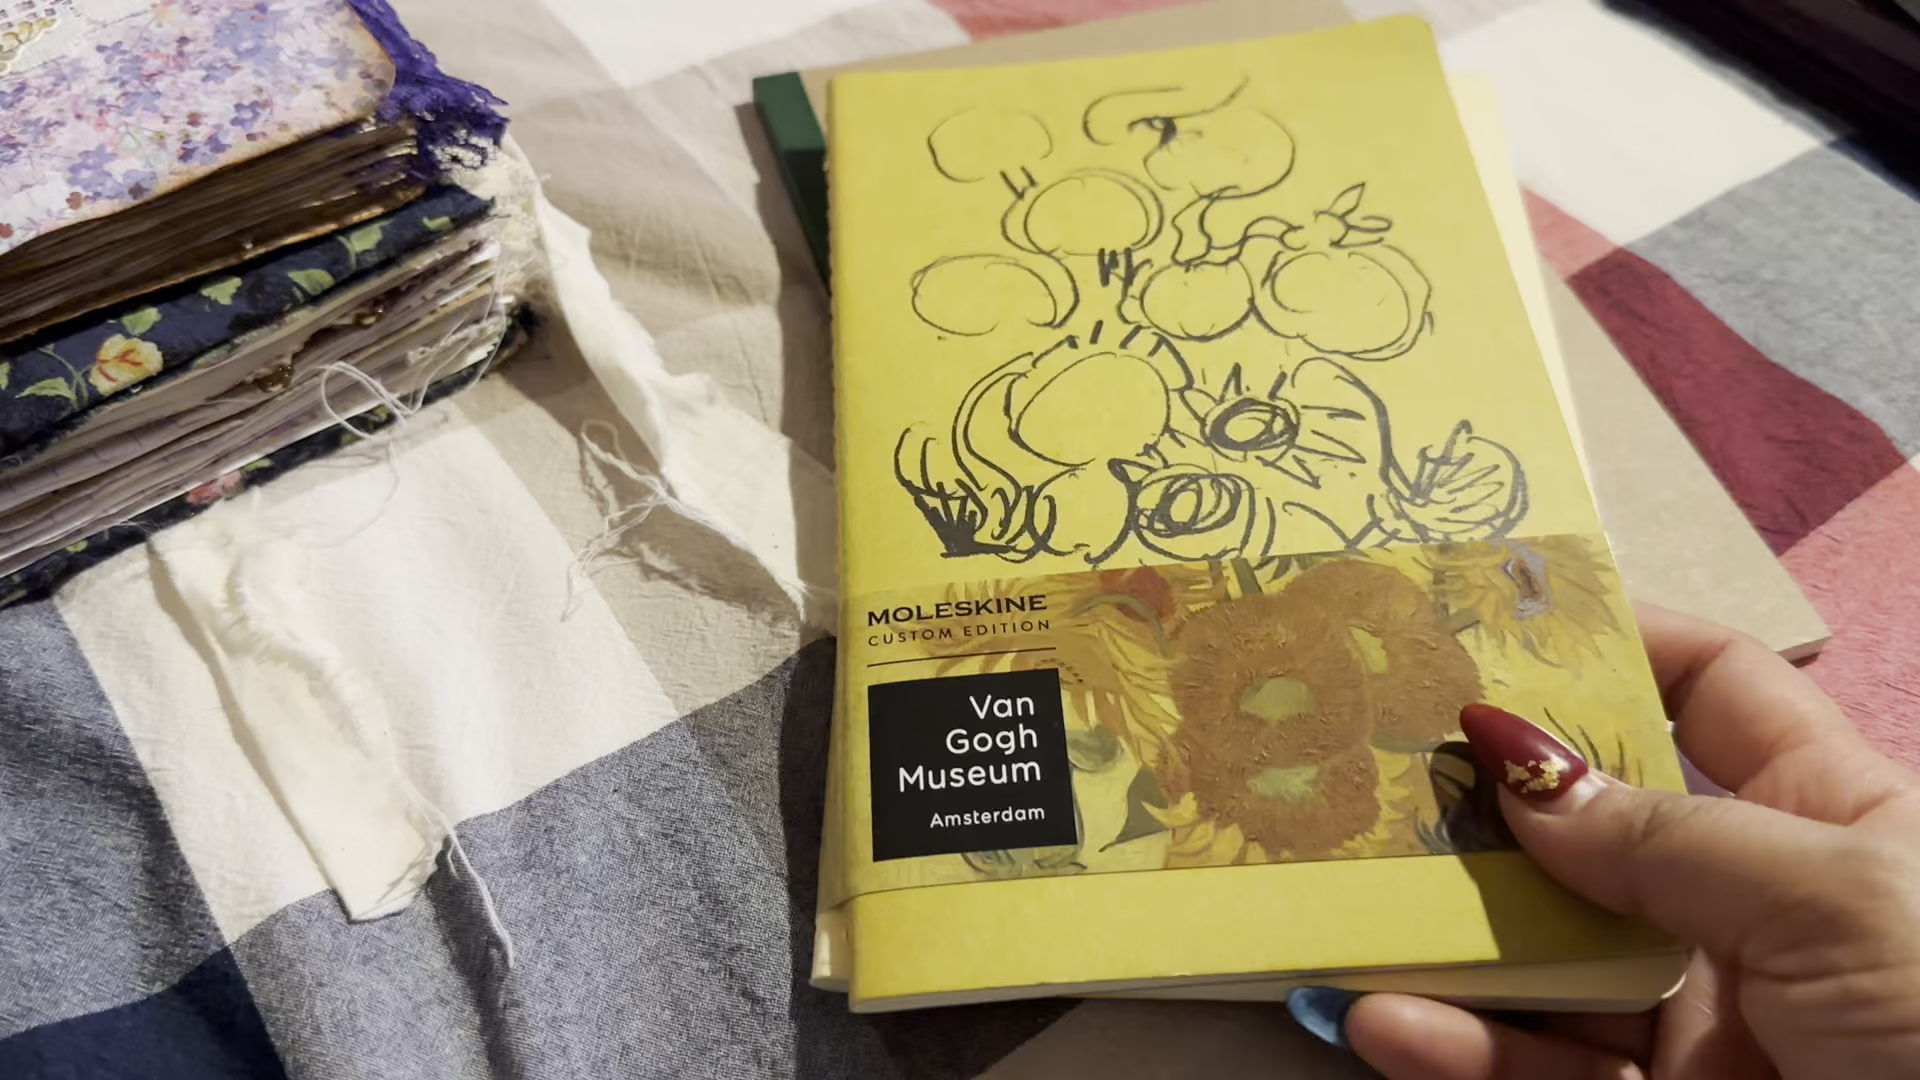 MOLESKINE
CUSTOM EDITION
Van
Gogh
Museum
Amsterdam